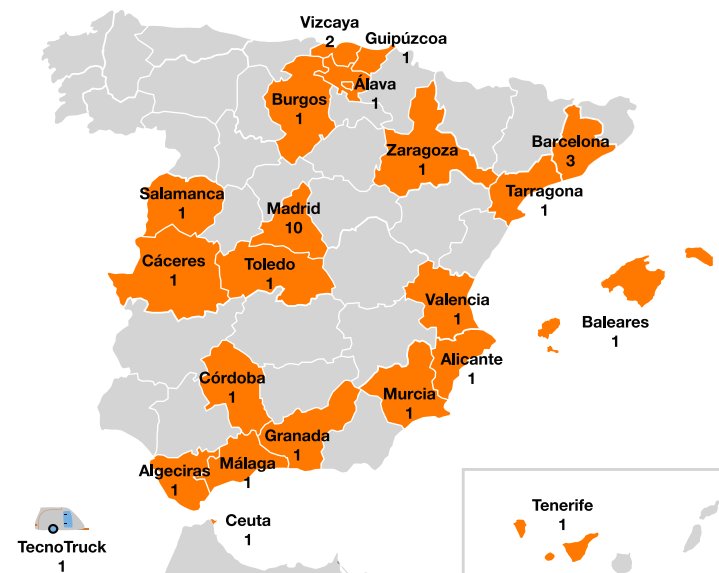 Vizcaya
2
Guipúzcoa
1
Álava
1
Burgos
1
Zaragoza
1
Barcelona
3
Tarragona
1
Salamanca
1
Madrid
10
Cáceres
1
Toledo
1
Valencia
1
Baleares
1
Alicante
1
Córdoba
1
Murcia
1
Granada
1
Algeciras
1
Málaga
1
Ceuta
1
Tenerife
1
TecnoTruck
1